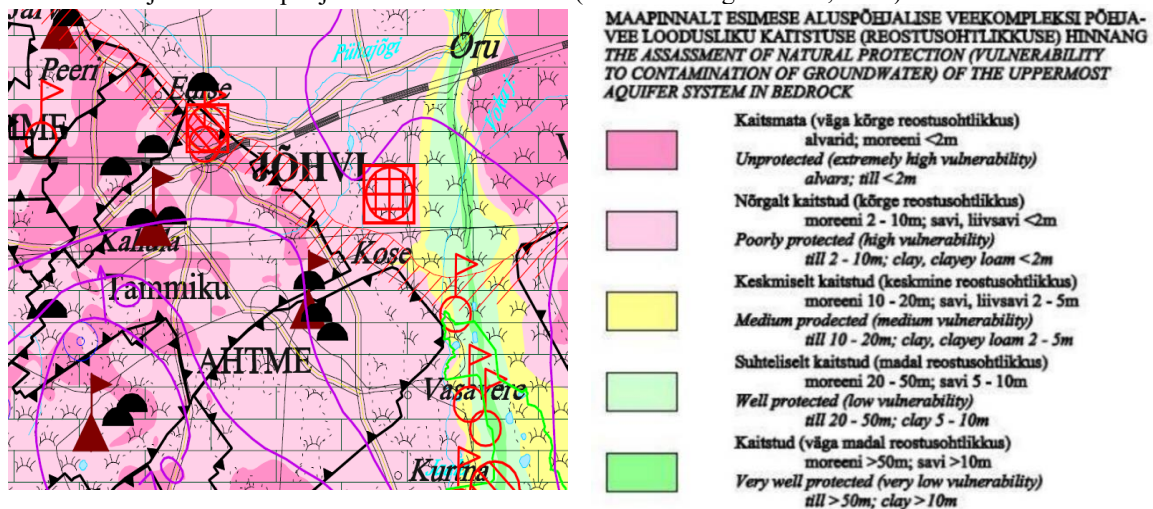 Peeri
Edise
Pühajõgi
Oru
JÕHVI
Kahula
Kose
Tammiku
AHTME
Vasavere
Kurtna
MAAPINNALT ESIMESE ALUSPÕHJALISE VEEKOMPLEKSI PÕHJA-
VEE LOODUSLIKU KAITSTUSE (REOSTUSOHTLIKKUSE) HINNANG
THE ASSASSMENT OF NATURAL PROTECTION (VULNERABILITY
TO CONTAMINATION OF GROUNDWATER) OF THE UPPERMOST
AQUIFER SYSTEM IN BEDROCK
Kaitsmata (väga kõrge reostusohtlikkus)
alvarid; moreeni <2m
Unprotected (extremely high vulnerability)
alvars; till <2m
Nõrgalt kaitstud (kõrge reostusohtlikkus)
moreeni 2 - 10m; savi, liivsavi <2m
Poorly protected (high vulnerability)
till 2 - 10m; clay, clayey loam <2m
Keskmiselt kaitstud (keskmine reostusohtlikkus)
moreeni 10 - 20m; savi, liivsavi 2 - 5m
Medium prodected (medium vulnerability)
till 10 - 20m; clay, clayey loam 2 - 5m
Suhteliselt kaitstud (madal reostusohtlikkus)
moreeni 20 - 50m; savi 5 - 10m
Well protected (low vulnerability)
till 20 - 50m; clay 5 - 10m
Kaitstud (väga madal reostusohtlikkus)
moreeni >50m; savi >10m
Very well protected (very low vulnerability)
till > 50m; clay > 10m